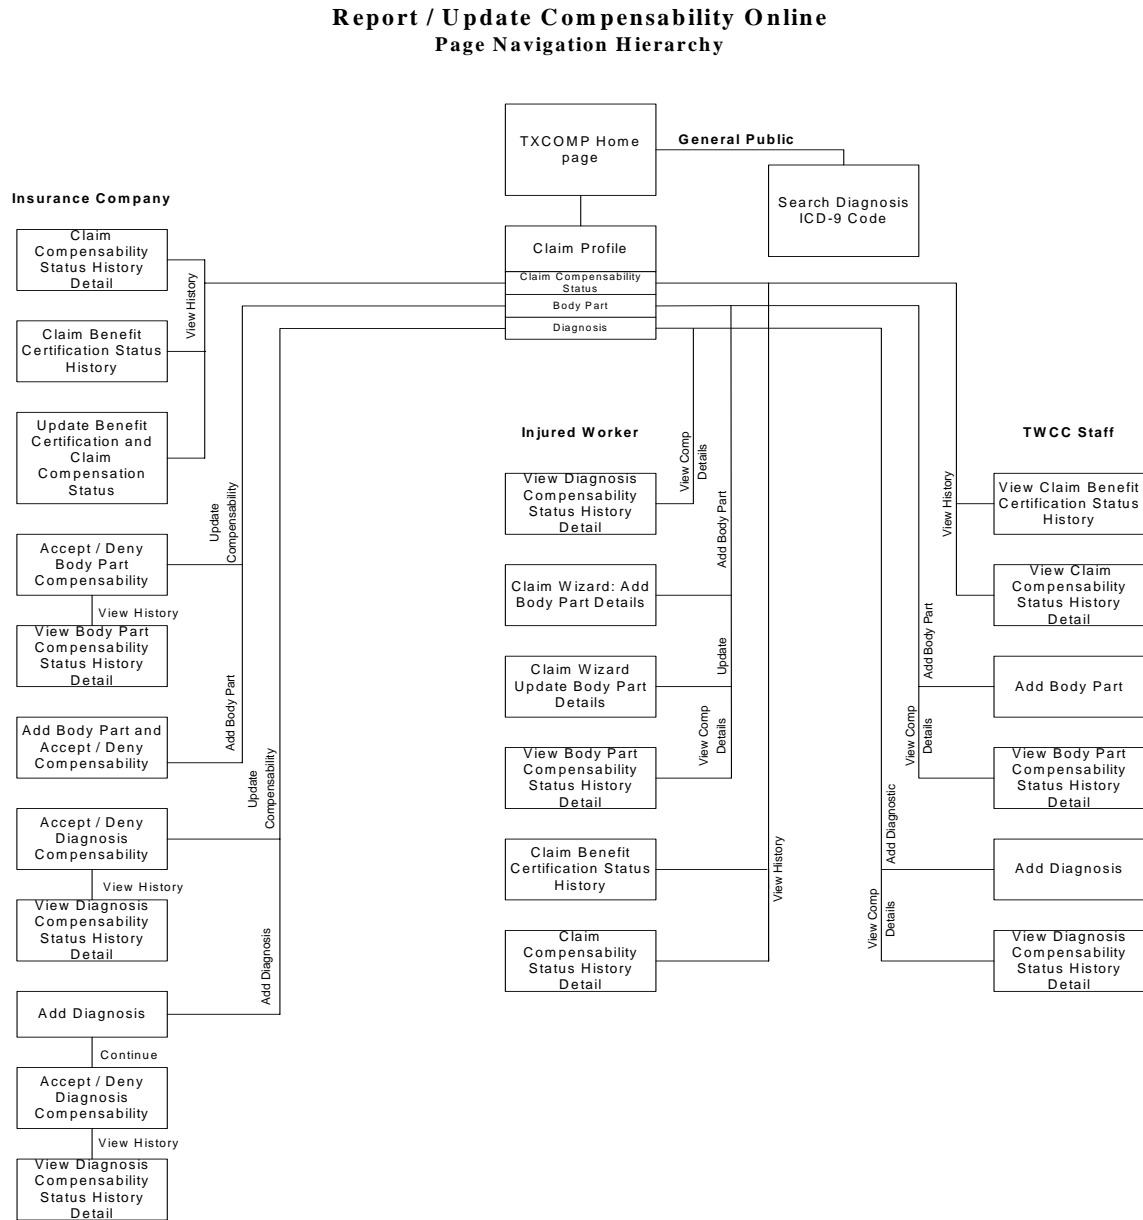 Report / Update Compensability Online
Page Navigation Hierarchy
TXCOMP Home
page
General Public
Search Diagnosis
ICD-9 Code
Claim Profile
Claim Compensability
Status
Body Part
Diagnosis
Insurance Company
Claim
Compensability
Status History
Detail
View History
Claim Benefit
Certification Status
History
Update Benefit
Certification and
Claim
Compensation
Status
Update
Compensability
Accept / Deny
Body Part
Compensability
View History
View Body Part
Compensability
Status History
Detail
Add Body Part
Add Body Part and
Accept / Deny
Compensability
Update
Compensability
Accept / Deny
Diagnosis
Compensability
View History
View Diagnosis
Compensability
Status History
Detail
Add Diagnosis
Add Diagnosis
Continue
Accept / Deny
Diagnosis
Compensability
View History
View Diagnosis
Compensability
Status History
Detail
Injured Worker
View Comp
Details
View Diagnosis
Compensability
Status History
Detail
Add Body Part
Claim Wizard: Add
Body Part Details
Update
Claim Wizard
Update Body Part
Details
View Comp
Details
View Body Part
Compensability
Status History
Detail
Claim Benefit
Certification Status
History
View History
Claim
Compensability
Status History
Detail
TWCC Staff
View History
View Claim Benefit
Certification Status
History
View Claim
Compensability
Status History
Detail
Add Body Part
Add Body Part
View Comp
Details
View Body Part
Compensability
Status History
Detail
Add Diagnostic
Add Diagnosis
View Comp
Details
View Diagnosis
Compensability
Status History
Detail